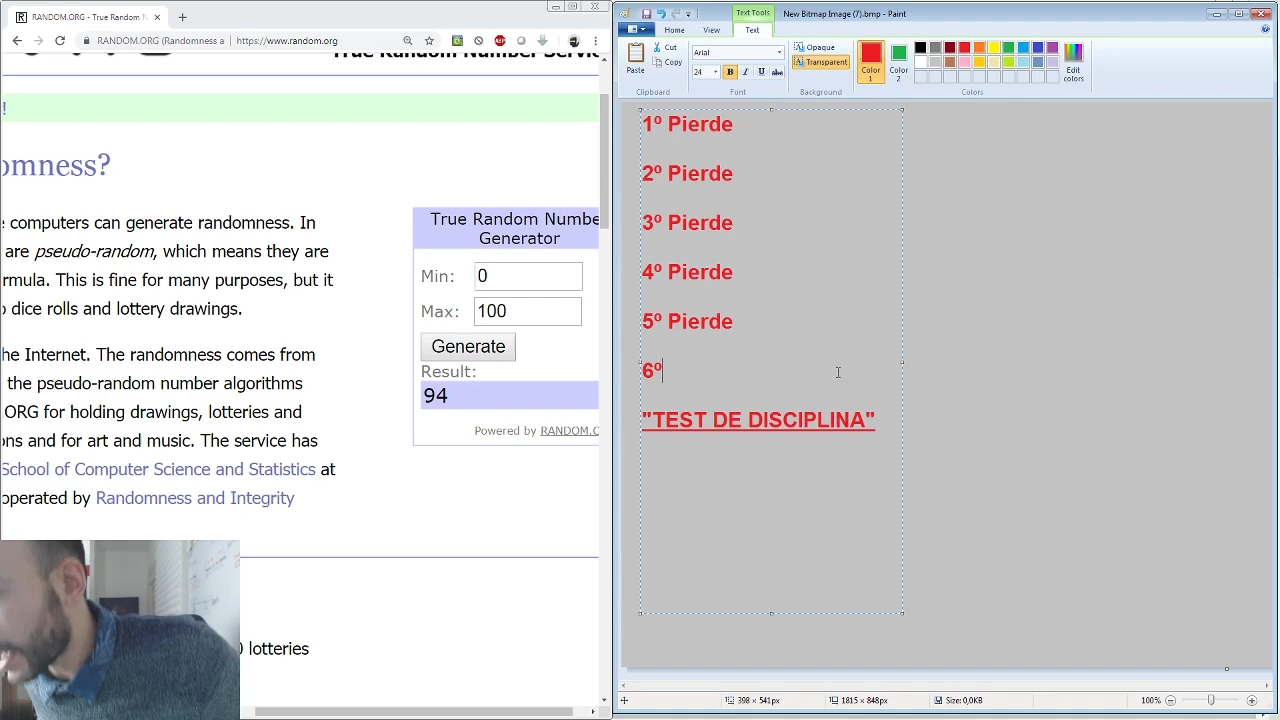 RANDOM.ORG - True Random N
RANDOM.ORG (Randomness a
https://www.random.org
True Random Number Servic
!
omness?
e computers can generate randomness. In
are pseudo-random, which means they are
ormula. This is fine for many purposes, but it
o dice rolls and lottery drawings.
he Internet. The randomness comes from
the pseudo-random number algorithms
ORG for holding drawings, lotteries and
ons and for art and music. The service has
School of Computer Science and Statistics at
operated by Randomness and Integrity
0 lotteries
True Random Numbe
Generator
Min: 0
Max: 100
Generate
Result:
94
Powered by RANDOM.O
Text Tools
New Bitmap Image (7).bmp - Paint
Home View Text
Paste
Cut
Copy
Clipboard
Arial
24
B I U abc
Font
Opaque
Transparent
Background
Color 1
Color 2
Edit colors
Colors
1º Pierde
2º Pierde
3º Pierde
4º Pierde
5º Pierde
6º
"TEST DE DISCIPLINA"
398 × 541px
1815 × 848px
Size: 0,0KB
100%